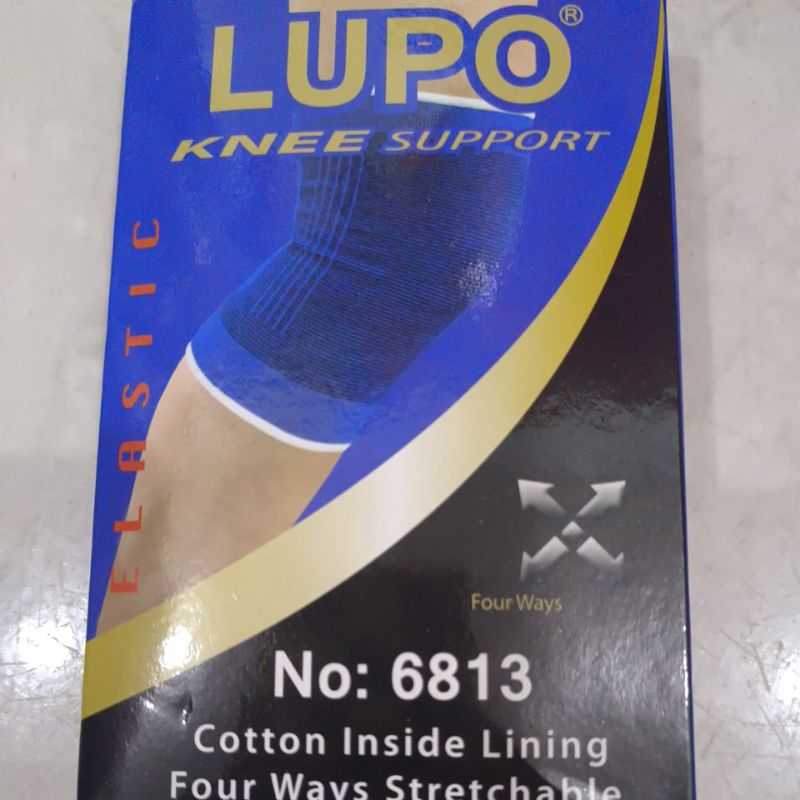 LUPO®
KNEE SUPPORT
ELASTIC
Four Ways
No: 6813
Cotton Inside Lining
Four Ways Stretchable